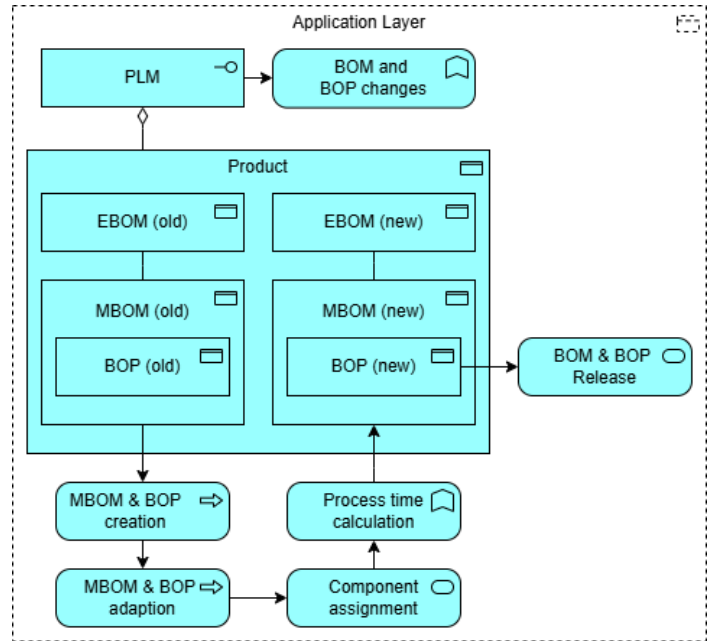 Application Layer
PLM
BOM and
BOP changes
Product
EBOM (old)
EBOM (new)
MBOM (old)
MBOM (new)
BOP (old)
BOP (new)
BOM & BOP
Release
MBOM & BOP
creation
Process time
calculation
MBOM & BOP
adaption
Component
assignment